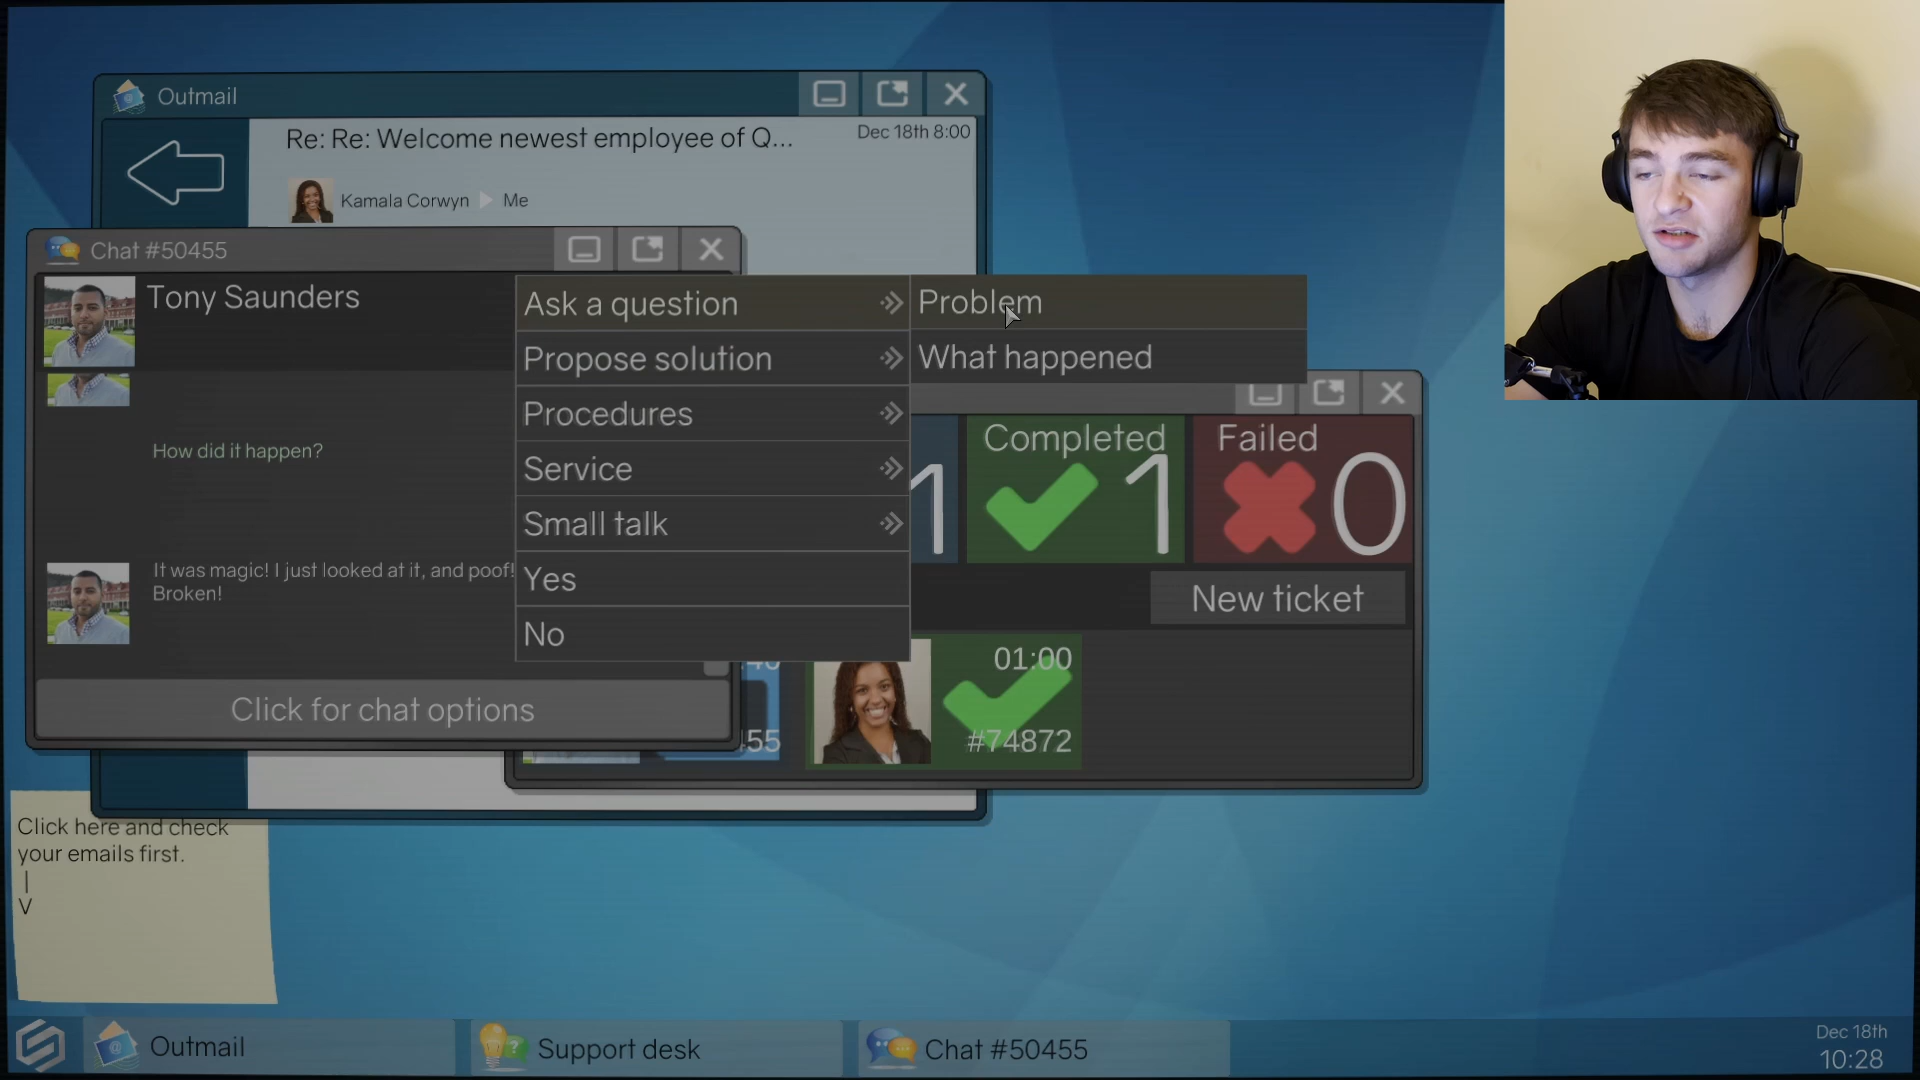 Outmail
Re: Re: Welcome newest employee of Q...
Dec 18th 8:00
Kamala Corwyn
Me
Chat #50455
Tony Saunders
How did it happen?
It was magic! I just looked at it, and poof!
Broken!
Click for chat options
Ask a question
Propose solution
Procedures
Service
Small talk
Yes
No
Problem
What happened
1
Completed
1
Failed
0
New ticket
455
01:00
#74872
Click here and check
your emails first.
|
V
Outmail
Support desk
Chat #50455
Dec 18th
10:28